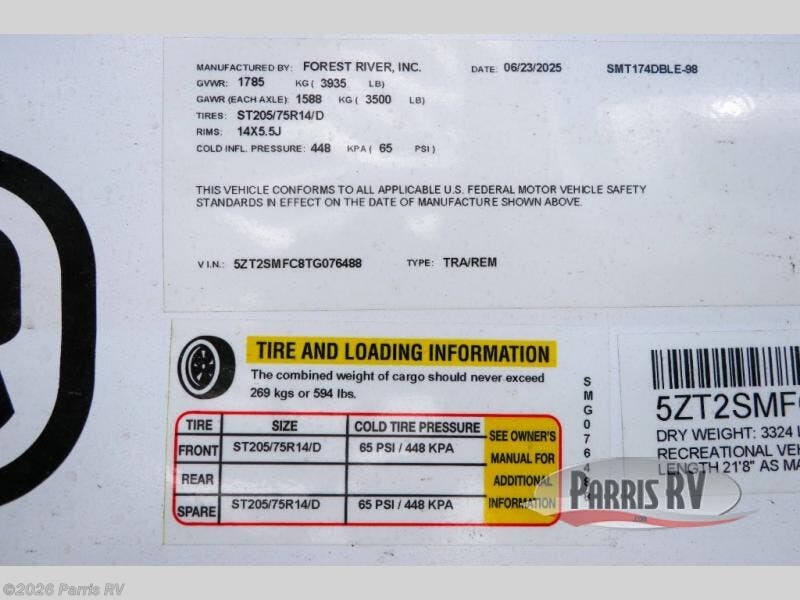 MANUFACTURED BY: FOREST RIVER, INC. DATE: 06/23/2025 SMT174DBLE-98
GVWR: 1785 KG ( 3935 LB)
GAWR (EACH AXLE): 1588 KG ( 3500 LB)
TIRES: ST205/75R14/D
RIMS: 14X5.5J
COLD INFL. PRESSURE: 448 KPA ( 65 PSI )
THIS VEHICLE CONFORMS TO ALL APPLICABLE U.S. FEDERAL MOTOR VEHICLE SAFETY
STANDARDS IN EFFECT ON THE DATE OF MANUFACTURE SHOWN ABOVE.
V I.N.: 5ZT2SMFC8TG076488 TYPE: TRA/REM
TIRE AND LOADING INFORMATION
The combined weight of cargo should never exceed
269 kgs or 594 lbs.
TIRE SIZE COLD TIRE PRESSURE
FRONT ST205/75R14/D 65 PSI / 448 KPA
REAR
SPARE ST205/75R14/D 65 PSI / 448 KPA
SEE OWNER'S
MANUAL FOR
ADDITIONAL
INFORMATION
SMG076488
5ZT2SMFC
DRY WEIGHT: 3324 L
RECREATIONAL VEH
LENGTH 21'8" AS MA
PARRIS RV
.com
©2026 Parris RV